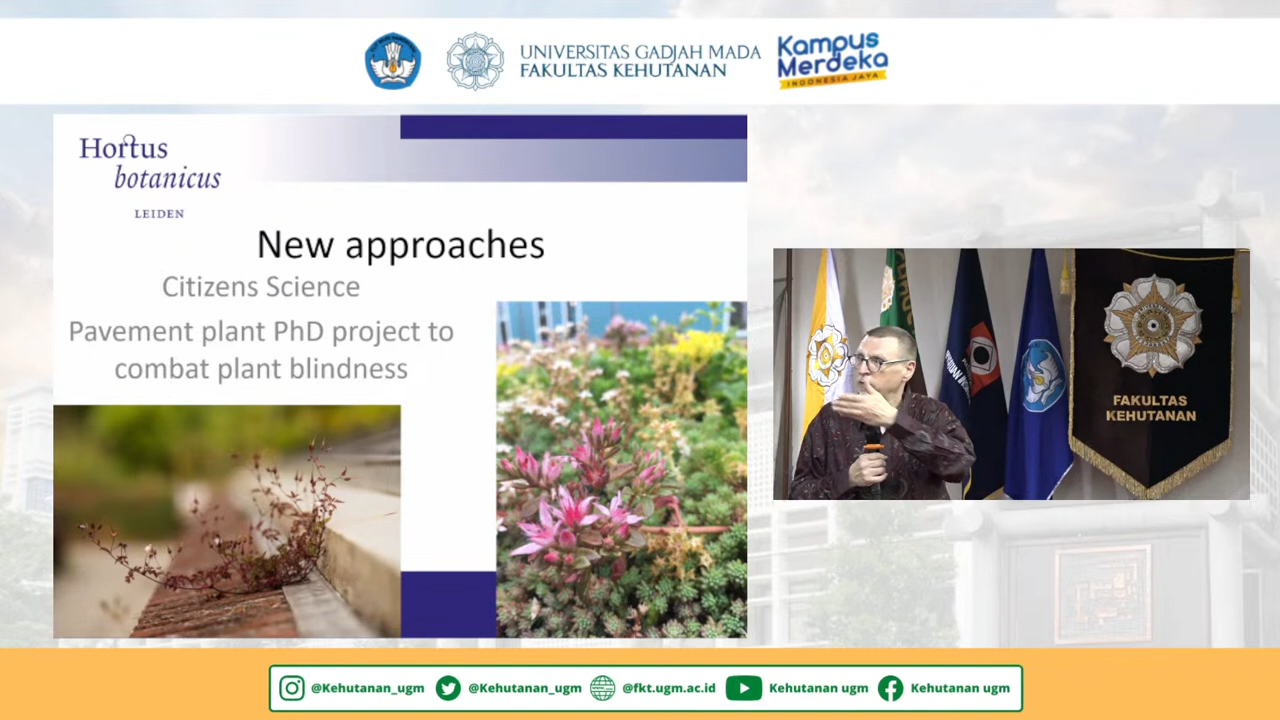 UNIVERSITAS GADJAH MADA
FAKULTAS KEHUTANAN
Kampus
Merdeka
INDONESIA JAYA
Hortus
botanicus
LEIDEN
New approaches
Citizens Science
Pavement plant PhD project to
combat plant blindness
FAKULTAS
KEHUTANAN
@Kehutanan_ugm
@Kehutanan_ugm
@fkt.ugm.ac.id
Kehutanan ugm
Kehutanan ugm